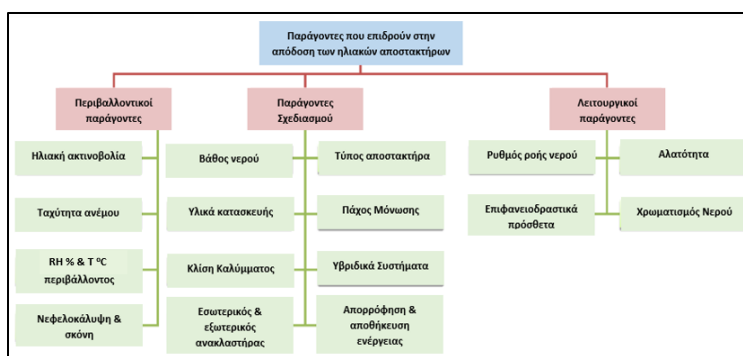 Παράγοντες που επιδρούν στην
απόδοση των ηλιακών αποστακτήρων
Περιβαλλοντικοί
παράγοντες
Παράγοντες
Σχεδιασμού
Λειτουργικοί
παράγοντες
Ηλιακή ακτινοβολία
Ταχύτητα ανέμου
RH % & T ºC
περιβάλλοντος
Νεφελοκάλυψη &
σκόνη
Βάθος νερού
Τύπος αποστακτήρα
Υλικά κατασκευής
Πάχος Μόνωσης
Κλίση Καλύμματος
Υβριδικά Συστήματα
Εσωτερικός &
εξωτερικός
ανακλαστήρας
Απορρόφηση &
αποθήκευση
ενέργειας
Ρυθμός ροής νερού
Αλατότητα
Επιφανειοδραστικά
πρόσθετα
Χρωματισμός Νερού